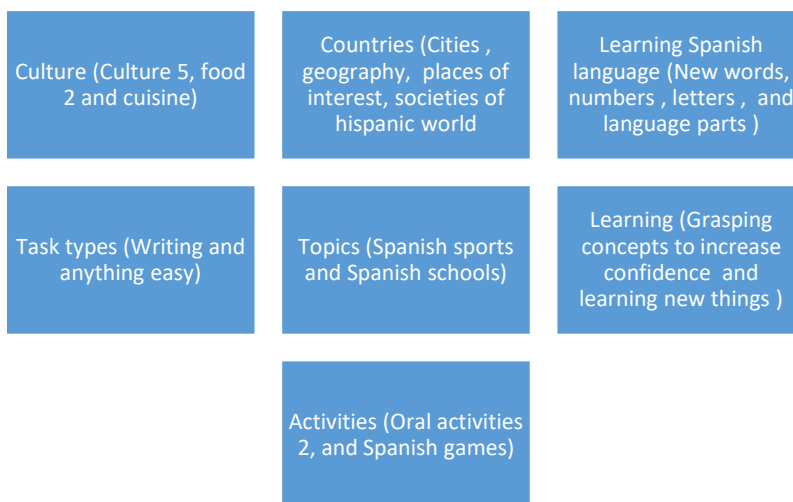 Culture (Culture 5, food
2 and cuisine)
Countries (Cities ,
geography, places of
interest, societies of
hispanic world
Learning Spanish
language (New words,
numbers , letters , and
language parts )
Task types (Writing and
anything easy)
Topics (Spanish sports
and Spanish schools)
Learning (Grasping
concepts to increase
confidence and
learning new things )
Activities (Oral activities
2, and Spanish games)